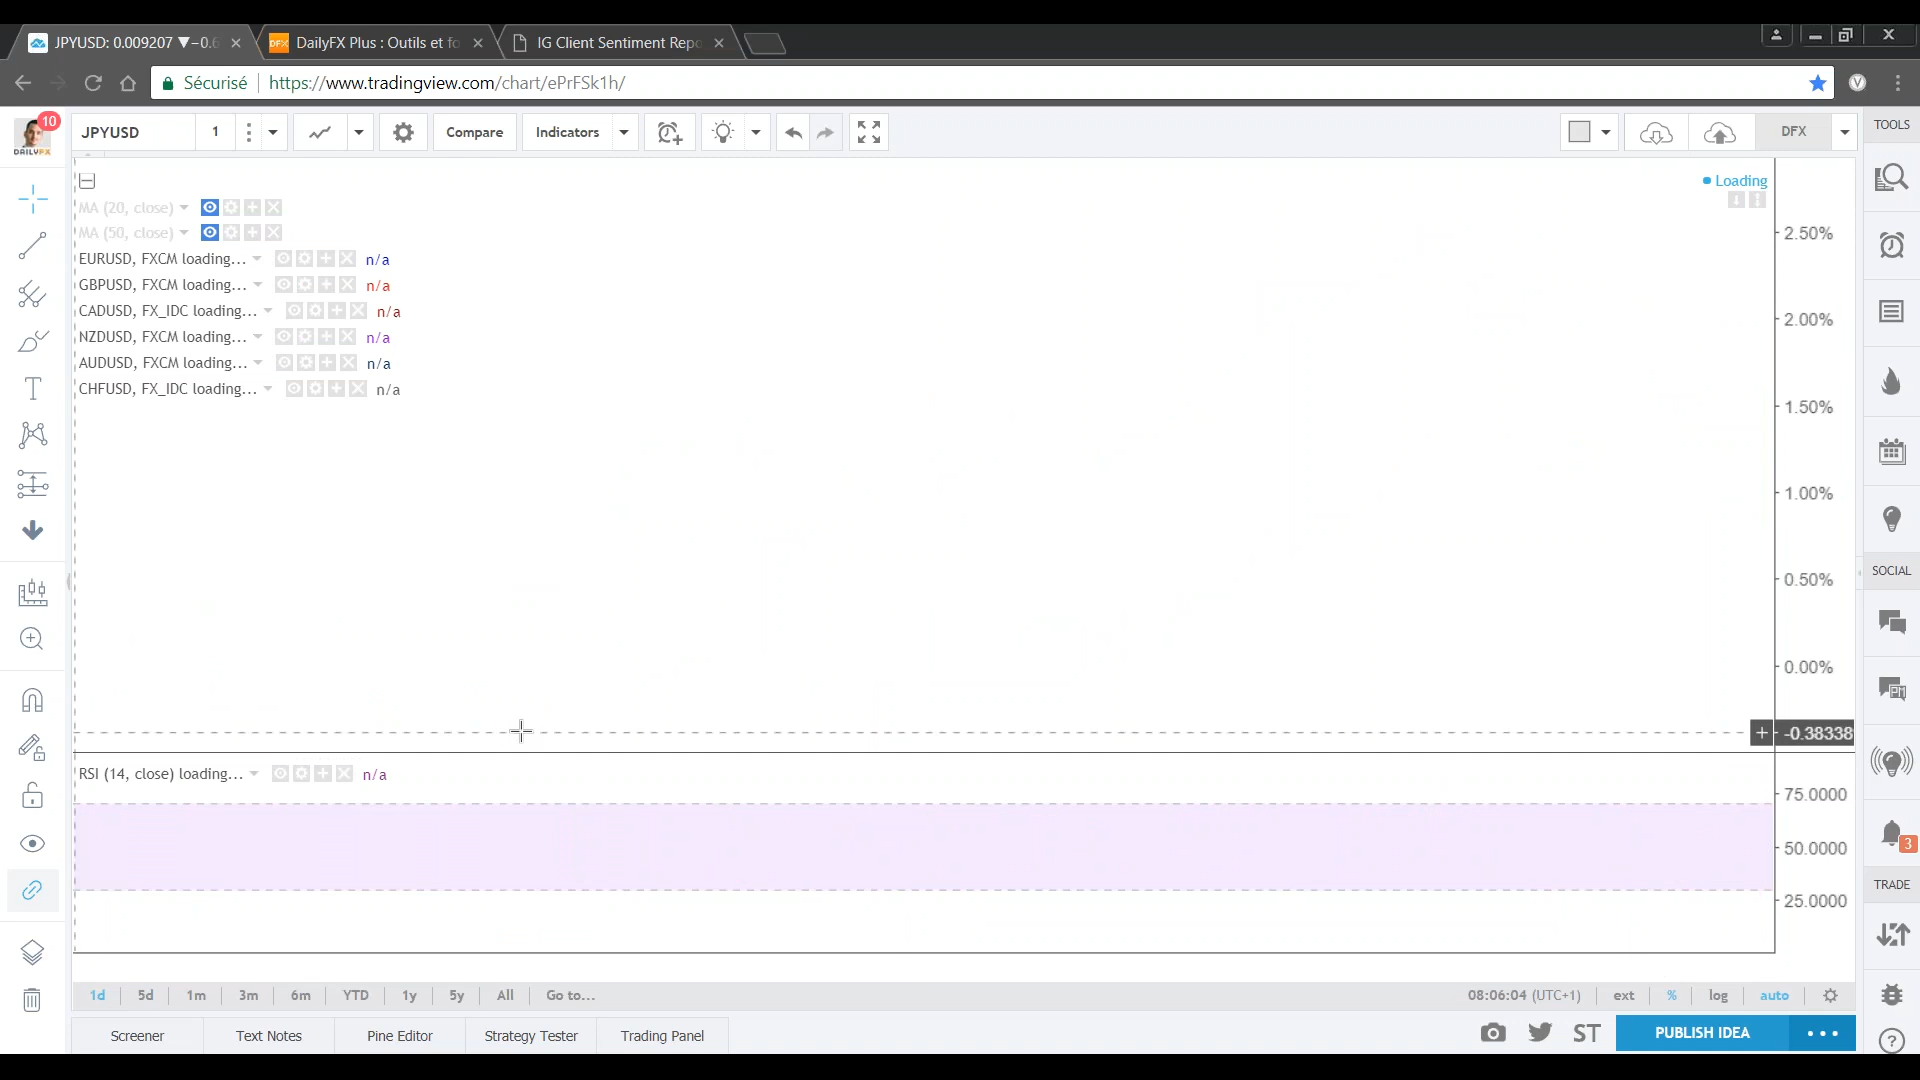 JPYUSD: 0.009207 ▼−0.6
DailyFX Plus : Outils et fo
IG Client Sentiment Repo
Sécurisé
https://www.tradingview.com/chart/ePrFSk1h/
10
DAILYFX
JPYUSD
1
Compare
Indicators
DFX
TOOLS
Loading
MA (20, close)
MA (50, close)
EURUSD, FXCM loading... n/a
GBPUSD, FXCM loading... n/a
CADUSD, FX_IDC loading... n/a
NZDUSD, FXCM loading... n/a
AUDUSD, FXCM loading... n/a
CHFUSD, FX_IDC loading... n/a
2.50%
2.00%
1.50%
1.00%
0.50%
0.00%
-0.38338
SOCIAL
RSI (14, close) loading... n/a
75.0000
50.0000
25.0000
3
TRADE
1d 5d 1m 3m 6m YTD 1y 5y All Go to...
08:06:04 (UTC+1) ext % log auto
Screener Text Notes Pine Editor Strategy Tester Trading Panel
ST PUBLISH IDEA